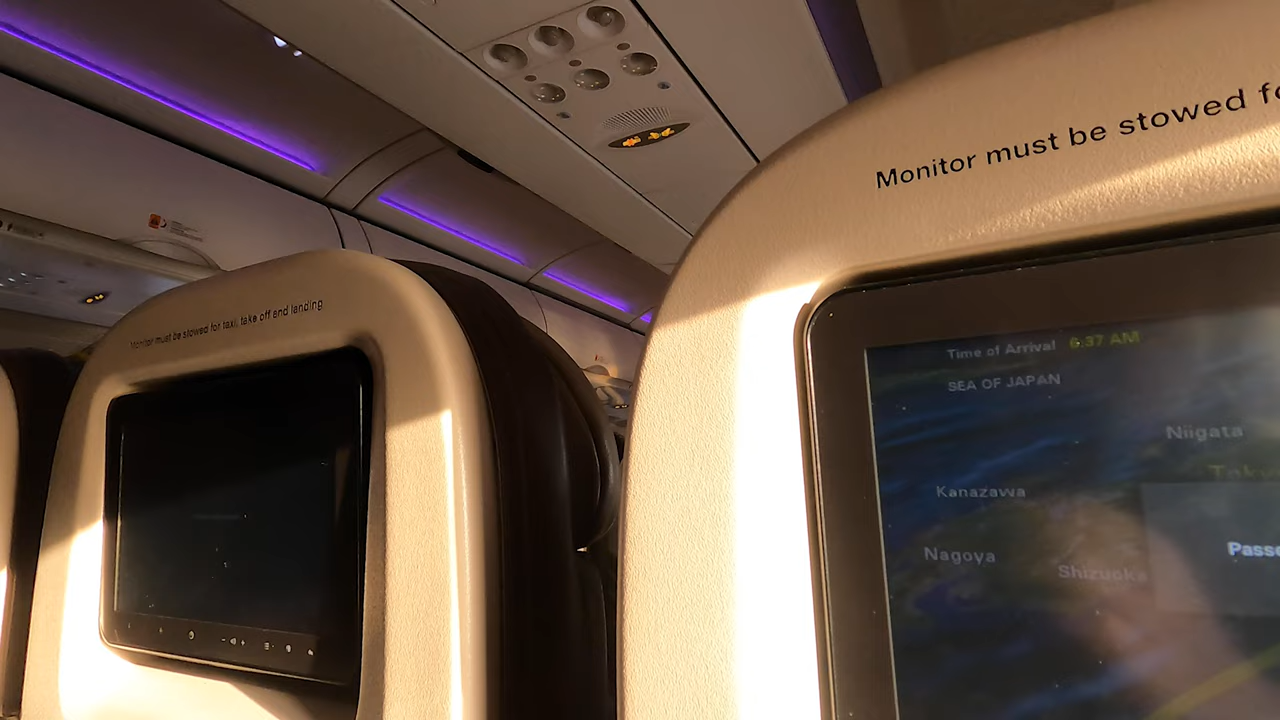 Monitor must be stowed fo
Monitor must be stowed for taxi, take off and landing
Time of Arrival 6:37 AM
SEA OF JAPAN
Niigata
Kanazawa
Nagoya
Shizuoka
Passe